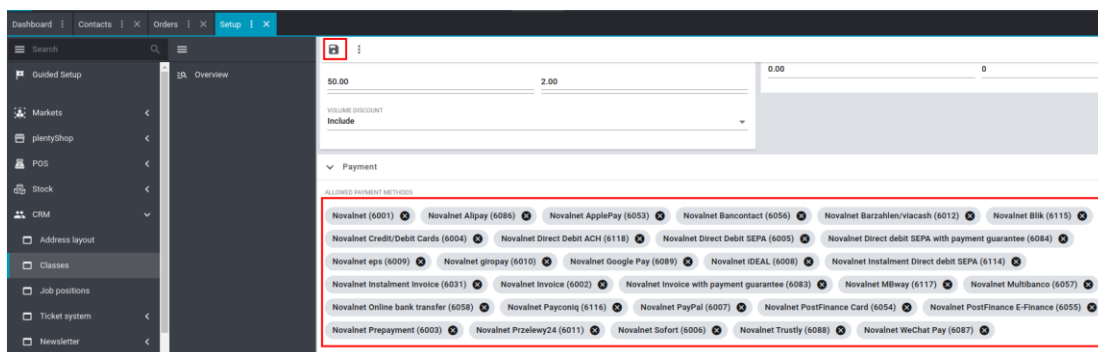 Dashboard Contacts Orders Setup
Search
Guided Setup
Markets
plentyShop
POS
Stock
CRM
Address layout
Classes
Job positions
Ticket system
Newsletter
Overview
0.00 0
50.00 2.00
VOLUME DISCOUNT
Include
Payment
ALLOWED PAYMENT METHODS
Novalnet (6001) Novalnet Alipay (6086) Novalnet ApplePay (6053) Novalnet Bancontact (6056) Novalnet Barzahlen/viacash (6012) Novalnet Blik (6115)
Novalnet Credit/Debit Cards (6004) Novalnet Direct Debit ACH (6118) Novalnet Direct Debit SEPA (6005) Novalnet Direct debit SEPA with payment guarantee (6084)
Novalnet eps (6009) Novalnet giropay (6010) Novalnet Google Pay (6089) Novalnet iDEAL (6008) Novalnet Instalment Direct debit SEPA (6114)
Novalnet Instalment Invoice (6031) Novalnet Invoice (6002) Novalnet Invoice with payment guarantee (6083) Novalnet MBway (6117) Novalnet Multibanco (6057)
Novalnet Online bank transfer (6058) Novalnet Payconiq (6116) Novalnet PayPal (6007) Novalnet PostFinance Card (6054) Novalnet PostFinance E-Finance (6055)
Novalnet Prepayment (6003) Novalnet Przelewy24 (6011) Novalnet Sofort (6006) Novalnet Trustly (6088) Novalnet WeChat Pay (6087)